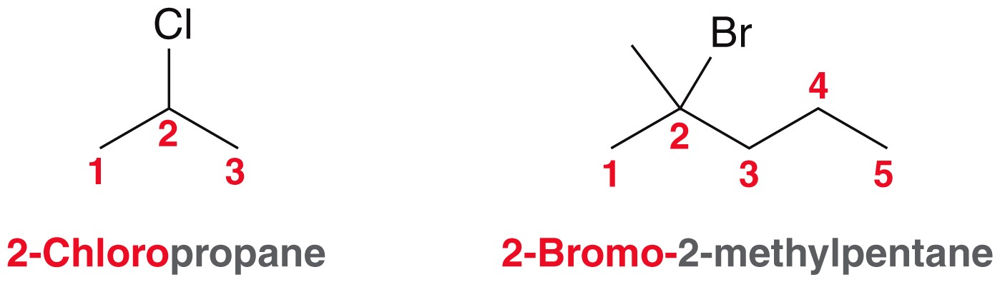 Cl
Br
4
2
2
1
3
1
3
5
2-Chloropropane
2-Bromo-2-methylpentane